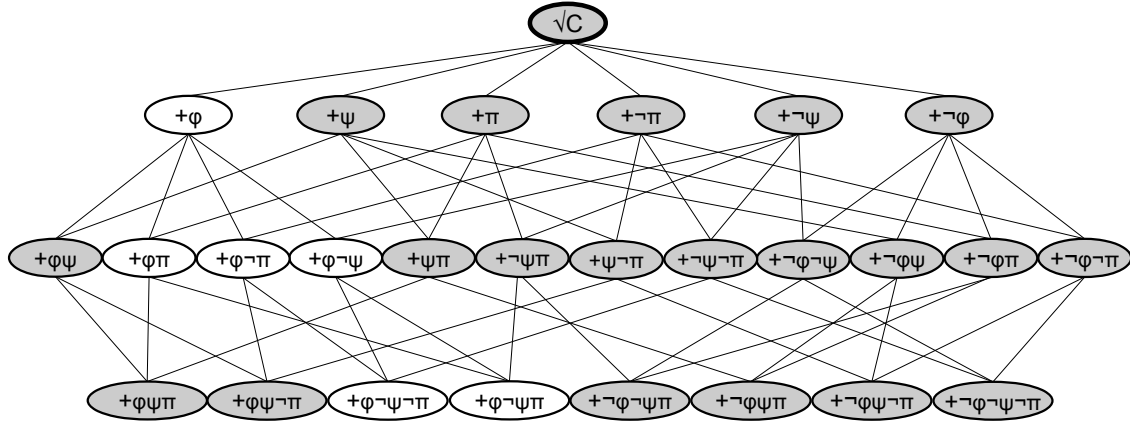 √C
+φ +ψ +π +¬π +¬ψ +¬φ
+φψ +φπ +φ¬π +φ¬ψ +ψπ +¬ψπ +ψ¬π +¬ψ¬π +¬φ¬ψ +¬φψ +¬φπ +¬φ¬π
+φψπ +φψ¬π +φ¬ψ¬π +φ¬ψπ +¬φ¬ψπ +¬φψπ +¬φψ¬π +¬φ¬ψ¬π